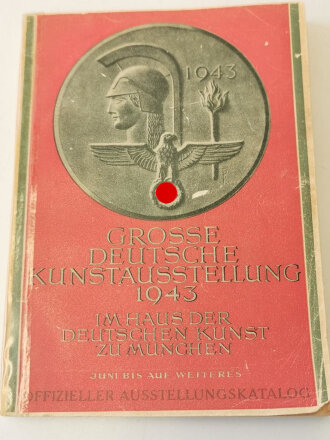 1943
GROSSE
DEUTSCHE
KUNSTAUSSTELLUNG
1943
IM HAUS DER
DEUTSCHEN KUNST
ZU MÜNCHEN
JUNI BIS AUF WEITERES
OFFIZIELLER AUSSTELLUNGSKATALOG